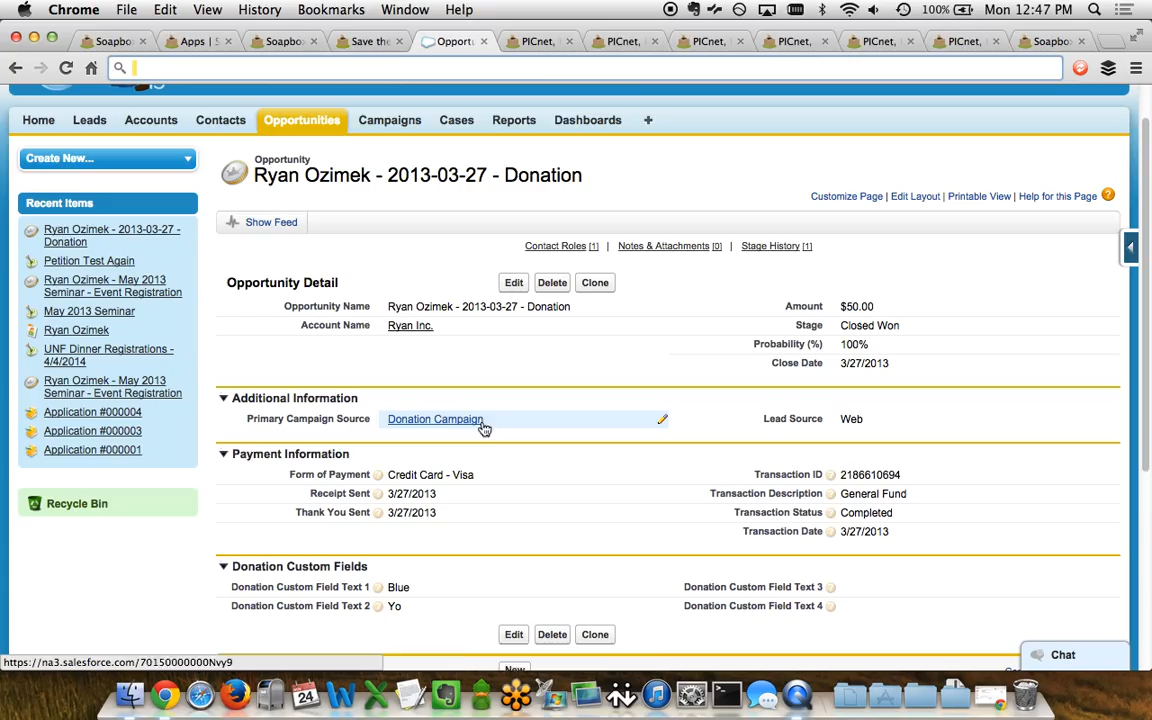 Chrome File Edit View History Bookmarks Window Help 100% Mon 12:47 PM
Soapbo Apps | S Soapbo Save the Opportu PICnet, PICnet, PICnet, PICnet, PICnet, PICnet, Soapbo
Home Leads Accounts Contacts Opportunities Campaigns Cases Reports Dashboards +
Create New...
Recent Items
Ryan Ozimek - 2013-03-27 -
Donation
Petition Test Again
Ryan Ozimek - May 2013
Seminar - Event Registration
May 2013 Seminar
Ryan Ozimek
UNF Dinner Registrations -
4/4/2014
Ryan Ozimek - May 2013
Seminar - Event Registration
Application #000004
Application #000003
Application #000001
Recycle Bin
Opportunity
Ryan Ozimek - 2013-03-27 - Donation
Customize Page | Edit Layout | Printable View | Help for this Page ?
Show Feed
Contact Roles [1] | Notes & Attachments [0] | Stage History [1]
Opportunity Detail Edit Delete Clone
Opportunity Name Ryan Ozimek - 2013-03-27 - Donation Amount $50.00
Account Name Ryan Inc. Stage Closed Won
Probability (%) 100%
Close Date 3/27/2013
Additional Information
Primary Campaign Source Donation Campaign Lead Source Web
Payment Information
Form of Payment Credit Card - Visa Transaction ID 2186610694
Receipt Sent 3/27/2013 Transaction Description General Fund
Thank You Sent 3/27/2013 Transaction Status Completed
Transaction Date 3/27/2013
Donation Custom Fields
Donation Custom Field Text 1 Blue Donation Custom Field Text 3
Donation Custom Field Text 2 Yo Donation Custom Field Text 4
Edit Delete Clone
New
Chat
https://na3.salesforce.com/70150000000Nvy9
24